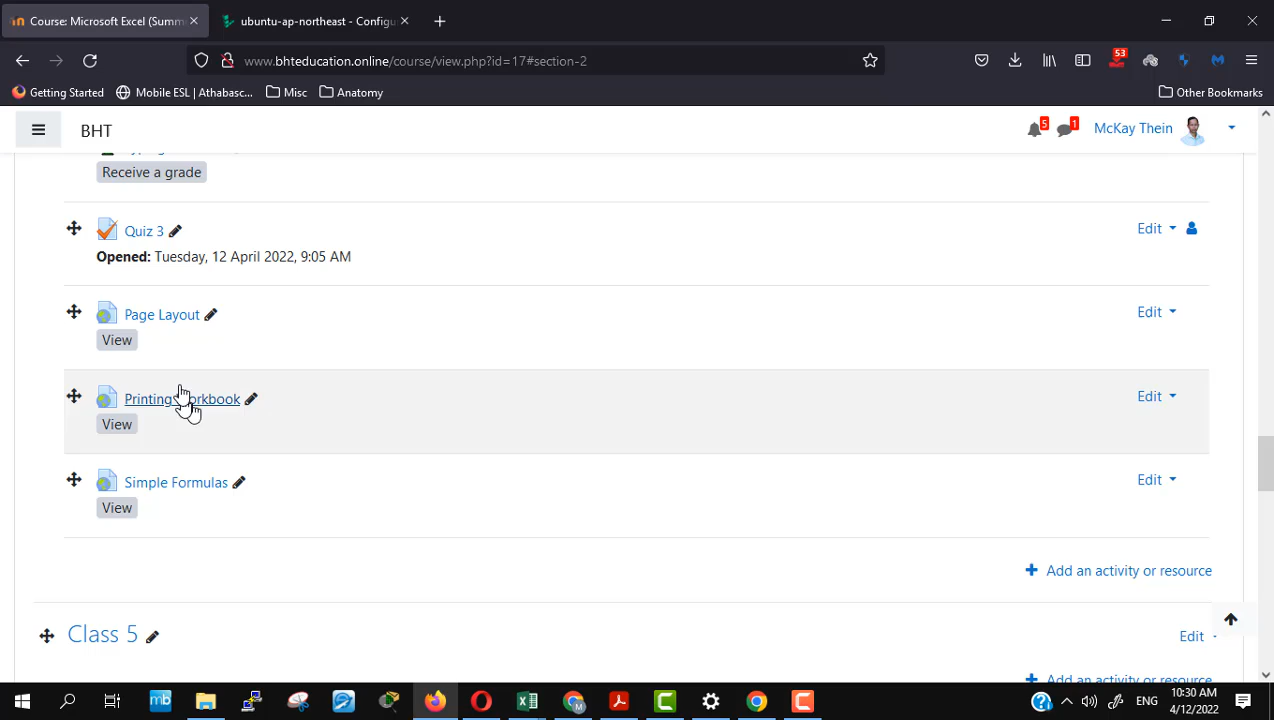 Course: Microsoft Excel (Summ
ubuntu-ap-northeast - Configu
www.bhteducation.online/course/view.php?id=17#section-2
53
Getting Started
Mobile ESL | Athabasc...
Misc
Anatomy
Other Bookmarks
BHT
5
1
McKay Thein
Receive a grade
Quiz 3
Edit
Opened: Tuesday, 12 April 2022, 9:05 AM
Page Layout
Edit
View
Printing Workbook
Edit
View
Simple Formulas
Edit
View
+ Add an activity or resource
Class 5
Edit
mb
ENG
10:30 AM
4/12/2022